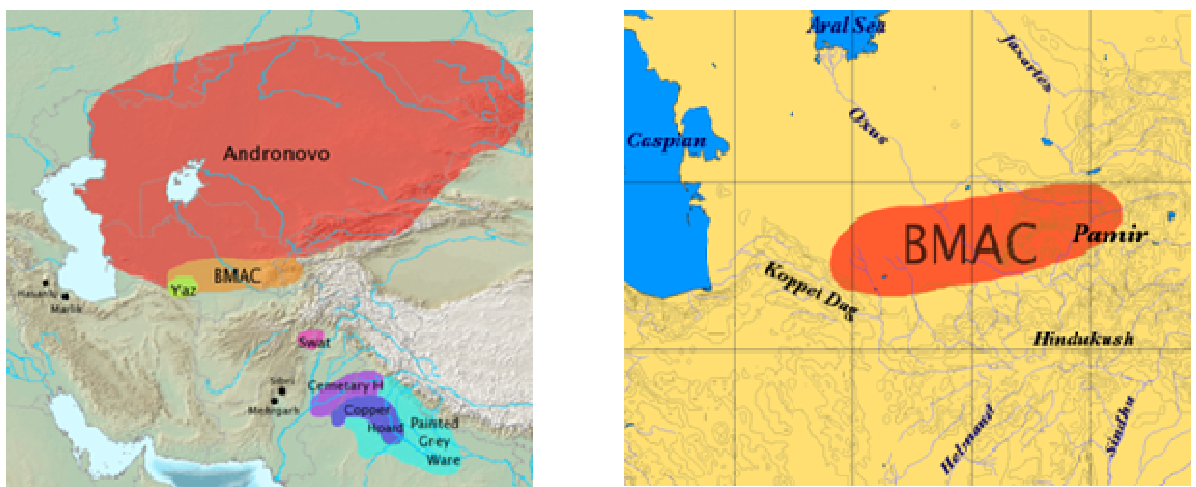 Andronovo
BMAC
Y'az
Hasanlu
Marlik
Swat
Sibri
Mehrgarh
Cemetary H
Copper
Hoard
Painted
Grey
Ware
Aral Sea
Jaxartes
Oxus
Caspian
BMAC
Pamir
Koppet Dag
Hindukush
Helmand
Sindhu